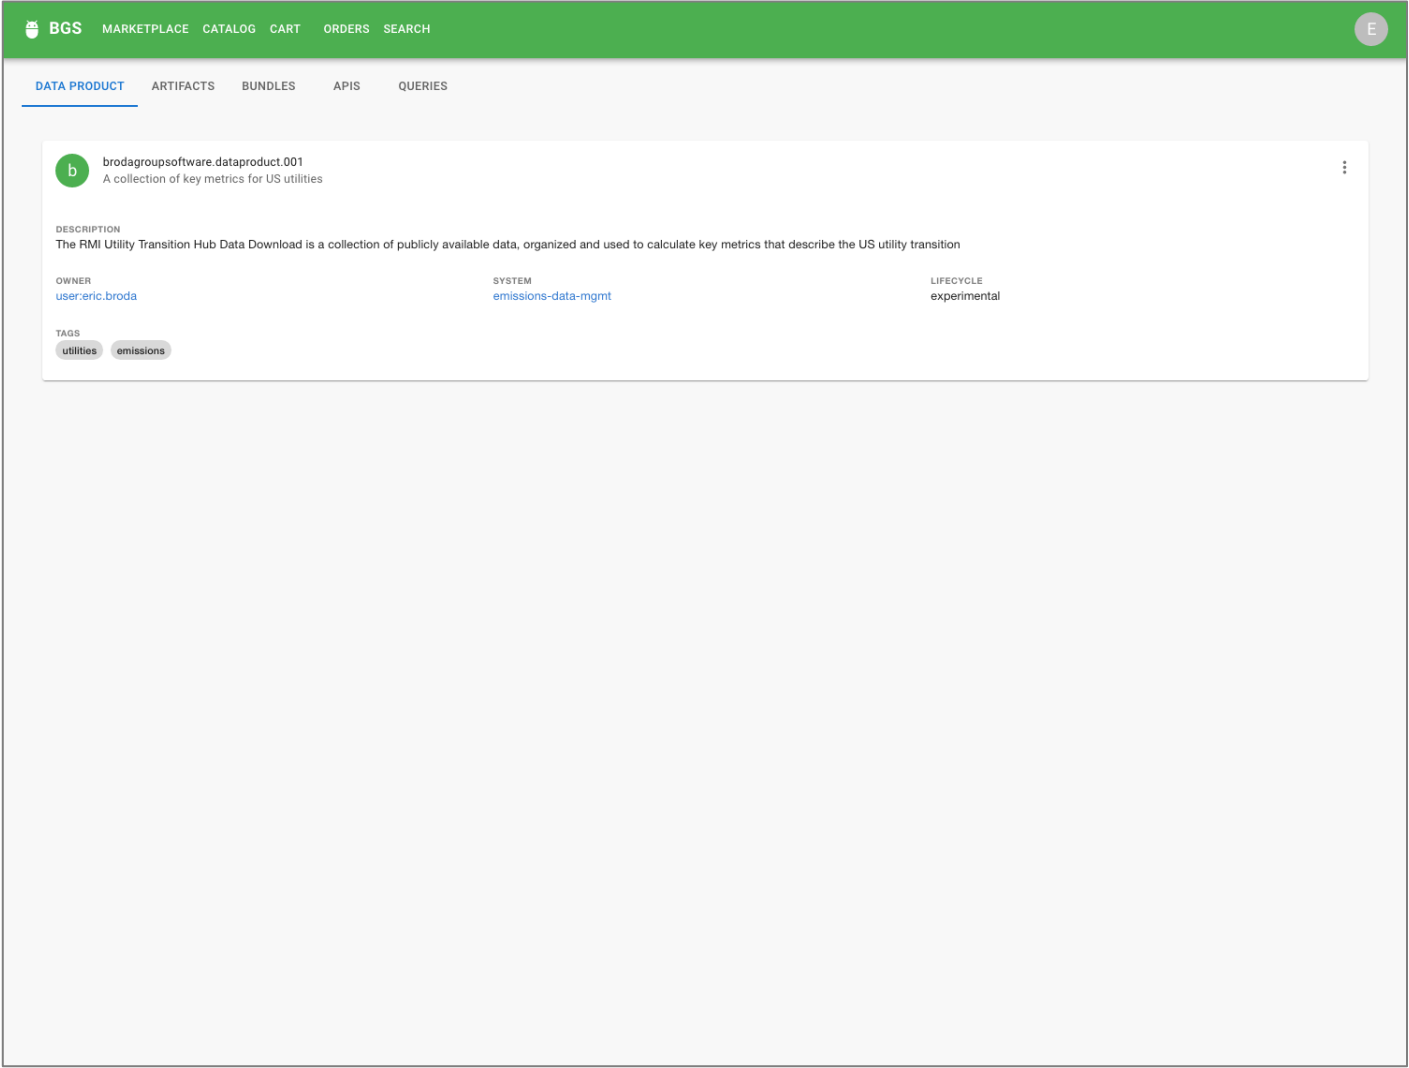 BGS MARKETPLACE CATALOG CART ORDERS SEARCH E
DATA PRODUCT ARTIFACTS BUNDLES APIS QUERIES
b
brodagroupsoftware.dataproduct.001
A collection of key metrics for US utilities
DESCRIPTION
The RMI Utility Transition Hub Data Download is a collection of publicly available data, organized and used to calculate key metrics that describe the US utility transition
OWNER SYSTEM LIFECYCLE
user:eric.broda emissions-data-mgmt experimental
TAGS
utilities emissions